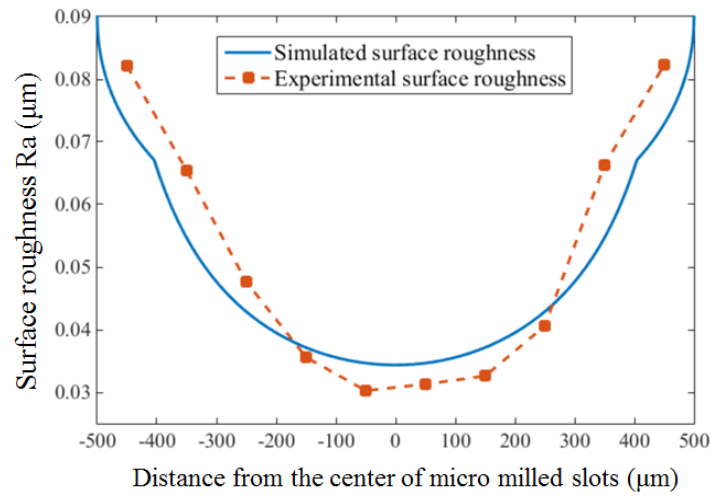 Simulated surface roughness
Experimental surface roughness
Surface roughness Ra (μm)
0.09
0.08
0.07
0.06
0.05
0.04
0.03
-500 -400 -300 -200 -100 0 100 200 300 400 500
Distance from the center of micro milled slots (μm)